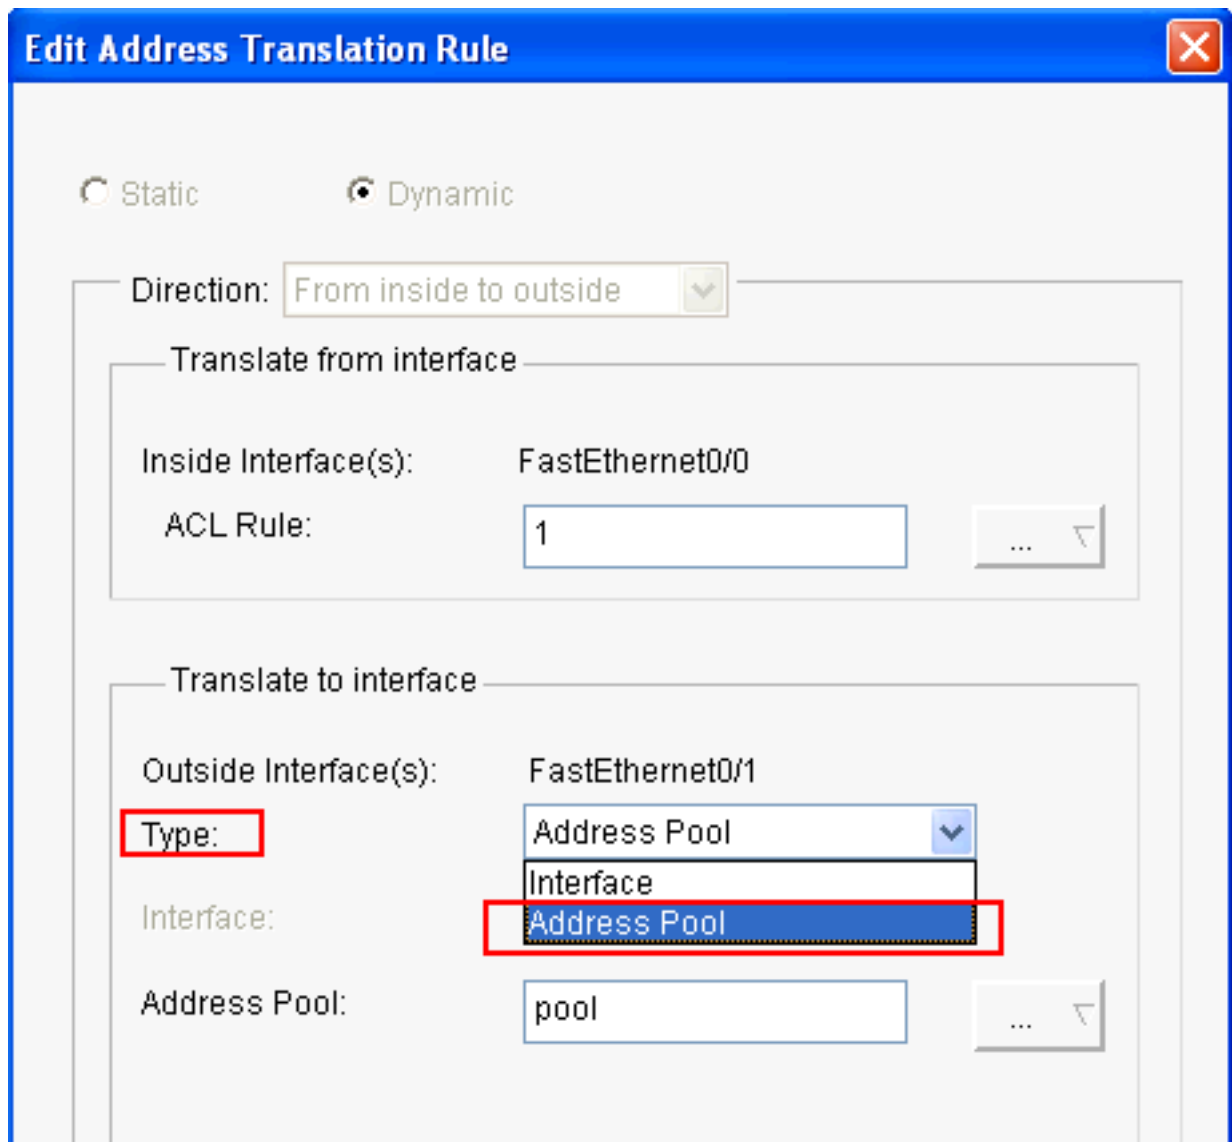 Edit Address Translation Rule
Static Dynamic
Direction: From inside to outside
Translate from interface
Inside Interface(s): FastEthernet0/0
ACL Rule: 1 ...
Translate to interface
Outside Interface(s): FastEthernet0/1
Type: Address Pool
Interface
Interface: Address Pool
Address Pool: pool ...